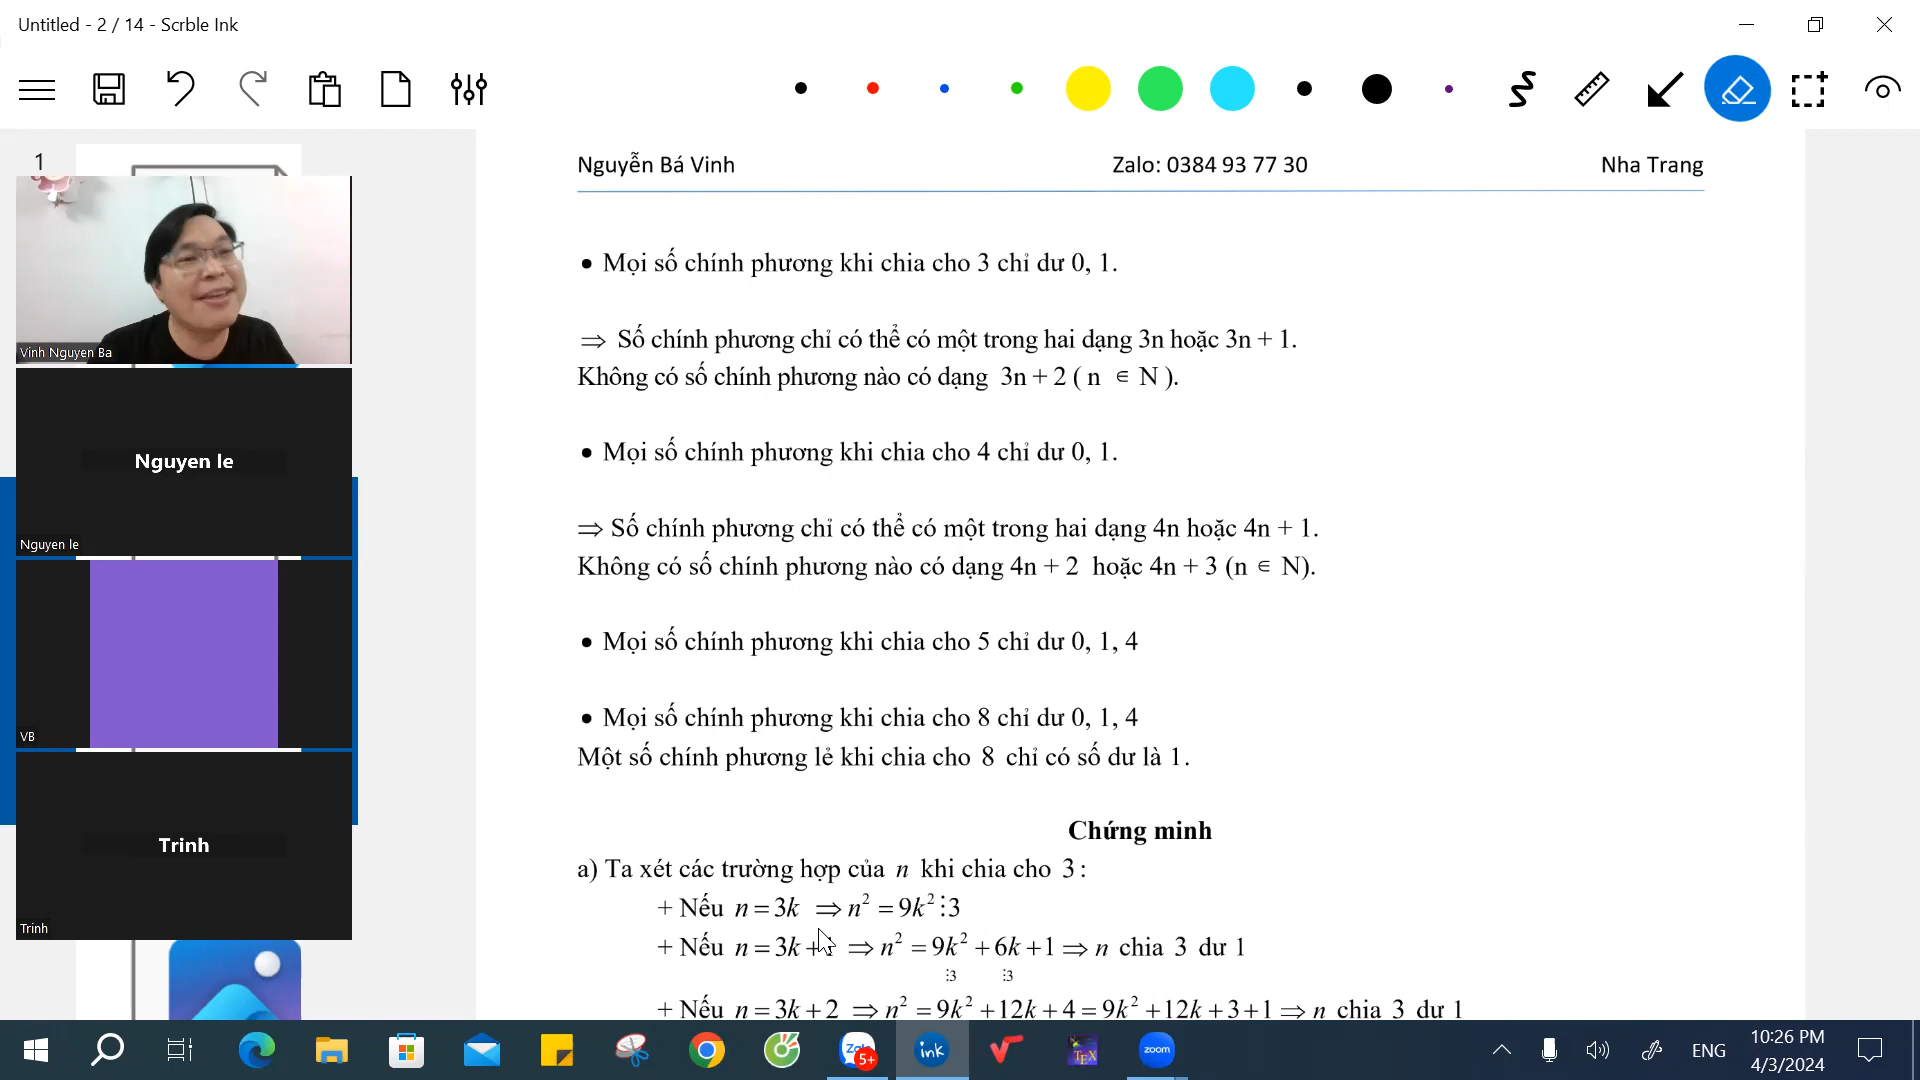 Untitled - 2 / 14 - Scrble Ink
1
Nguyễn Bá Vinh Zalo: 0384 93 77 30 Nha Trang
• Mọi số chính phương khi chia cho 3 chỉ dư 0, 1.
⇒ Số chính phương chỉ có thể có một trong hai dạng 3n hoặc 3n + 1.
Không có số chính phương nào có dạng 3n + 2 ( n ∈ N ).
• Mọi số chính phương khi chia cho 4 chỉ dư 0, 1.
⇒ Số chính phương chỉ có thể có một trong hai dạng 4n hoặc 4n + 1.
Không có số chính phương nào có dạng 4n + 2 hoặc 4n + 3 (n ∈ N).
• Mọi số chính phương khi chia cho 5 chỉ dư 0, 1, 4
• Mọi số chính phương khi chia cho 8 chỉ dư 0, 1, 4
Một số chính phương lẻ khi chia cho 8 chỉ có số dư là 1.
Chứng minh
a) Ta xét các trường hợp của n khi chia cho 3 :
+ Nếu n = 3k ⇒ n² = 9k² ⋮ 3
+ Nếu n = 3k + 1 ⇒ n² = 9k² + 6k + 1 ⇒ n chia 3 dư 1
⋮3 ⋮3
+ Nếu n = 3k + 2 ⇒ n² = 9k² + 12k + 4 = 9k² + 12k + 3 + 1 ⇒ n chia 3 dư 1
Vinh Nguyen Ba
Nguyen le
Nguyen le
VB
Trinh
Trinh
Zalo
5+
ink
TEX
zoom
ENG
10:26 PM
4/3/2024